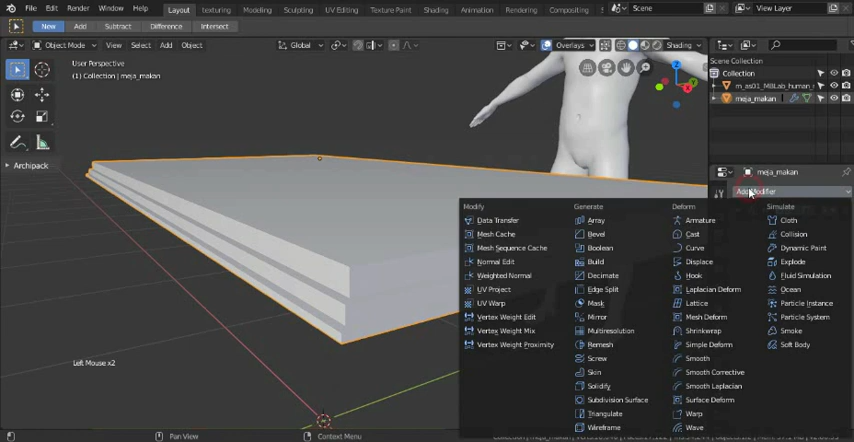 File Edit Render Window Help Layout texturing Modeling Sculpting UV Editing Texture Paint Shading Animation Rendering Compositing Scene View Layer
New Add Subtract Difference Intersect
Object Mode View Select Add Object Global Overlays Shading
User Perspective
(1) Collection | meja_makan
Archipack
Left Mouse x2
Z
Scene Collection
Collection
m_as01_MBLab_human_
meja_makan
meja_makan
Add Modifier
Modify
Data Transfer
Mesh Cache
Mesh Sequence Cache
Normal Edit
Weighted Normal
UV Project
UV Warp
Vertex Weight Edit
Vertex Weight Mix
Vertex Weight Proximity
Generate
Array
Bevel
Boolean
Build
Decimate
Edge Split
Mask
Mirror
Multiresolution
Remesh
Screw
Skin
Solidify
Subdivision Surface
Triangulate
Wireframe
Deform
Armature
Cast
Curve
Displace
Hook
Laplacian Deform
Lattice
Mesh Deform
Shrinkwrap
Simple Deform
Smooth
Smooth Corrective
Smooth Laplacian
Surface Deform
Warp
Wave
Simulate
Cloth
Collision
Dynamic Paint
Explode
Fluid Simulation
Ocean
Particle Instance
Particle System
Smoke
Soft Body
Pan View Context Menu